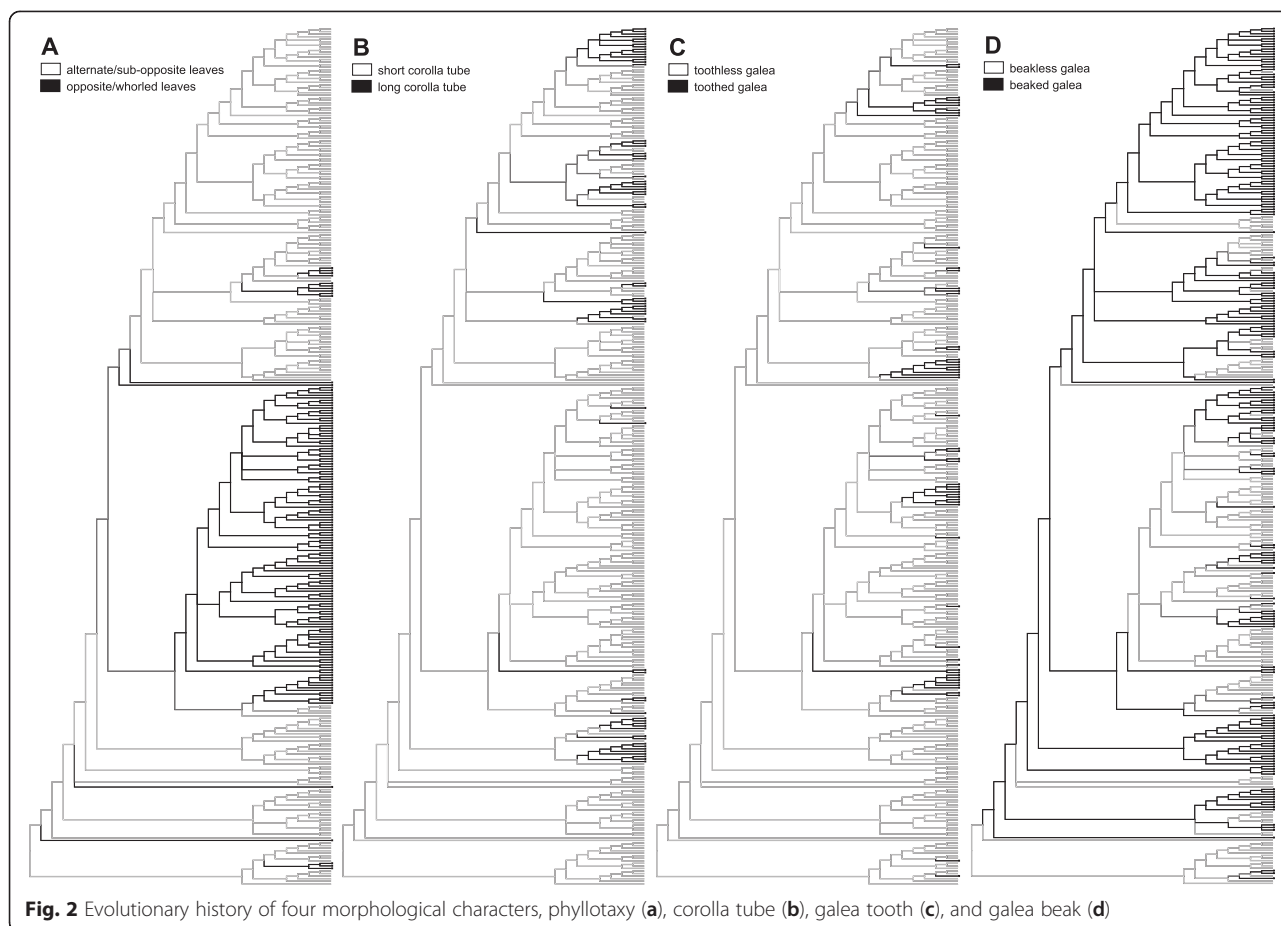 A
alternate/sub-opposite leaves
opposite/whorled leaves
B
short corolla tube
long corolla tube
C
toothless galea
toothed galea
D
beakless galea
beaked galea
Fig. 2 Evolutionary history of four morphological characters, phyllotaxy (a), corolla tube (b), galea tooth (c), and galea beak (d)